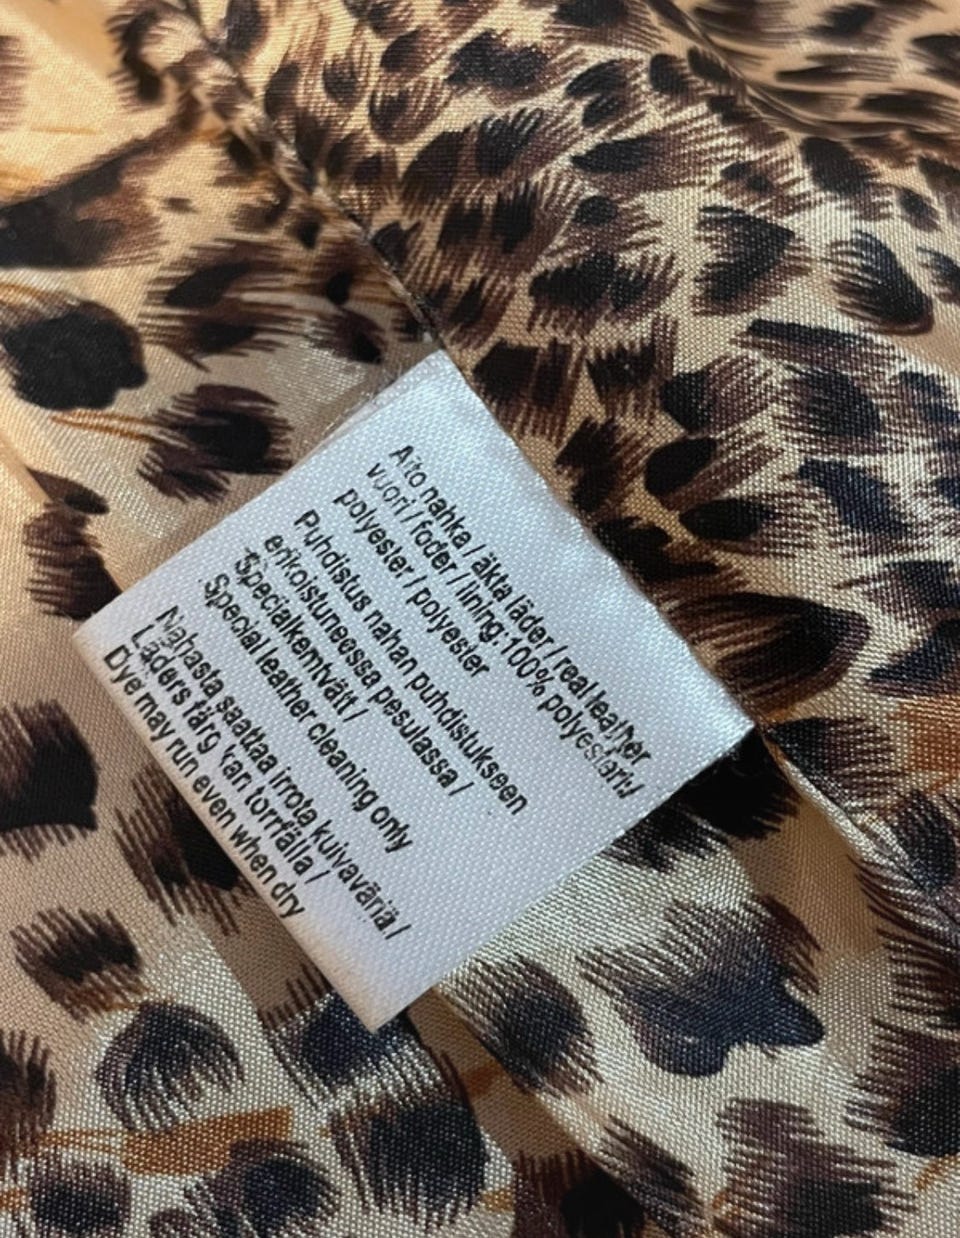 Aito nahka / äkta läder / real leather
vuori / foder / lining: 100% polyesteri /
polyester / polyester
Puhdistus nahan puhdistukseen
erikoistuneessa pesulassa /
Specialkemtvätt /
Special leather cleaning only
Nahasta saattaa irrota kuivaväriä /
Läders färg kan torrfälla /
Dye may run even when dry